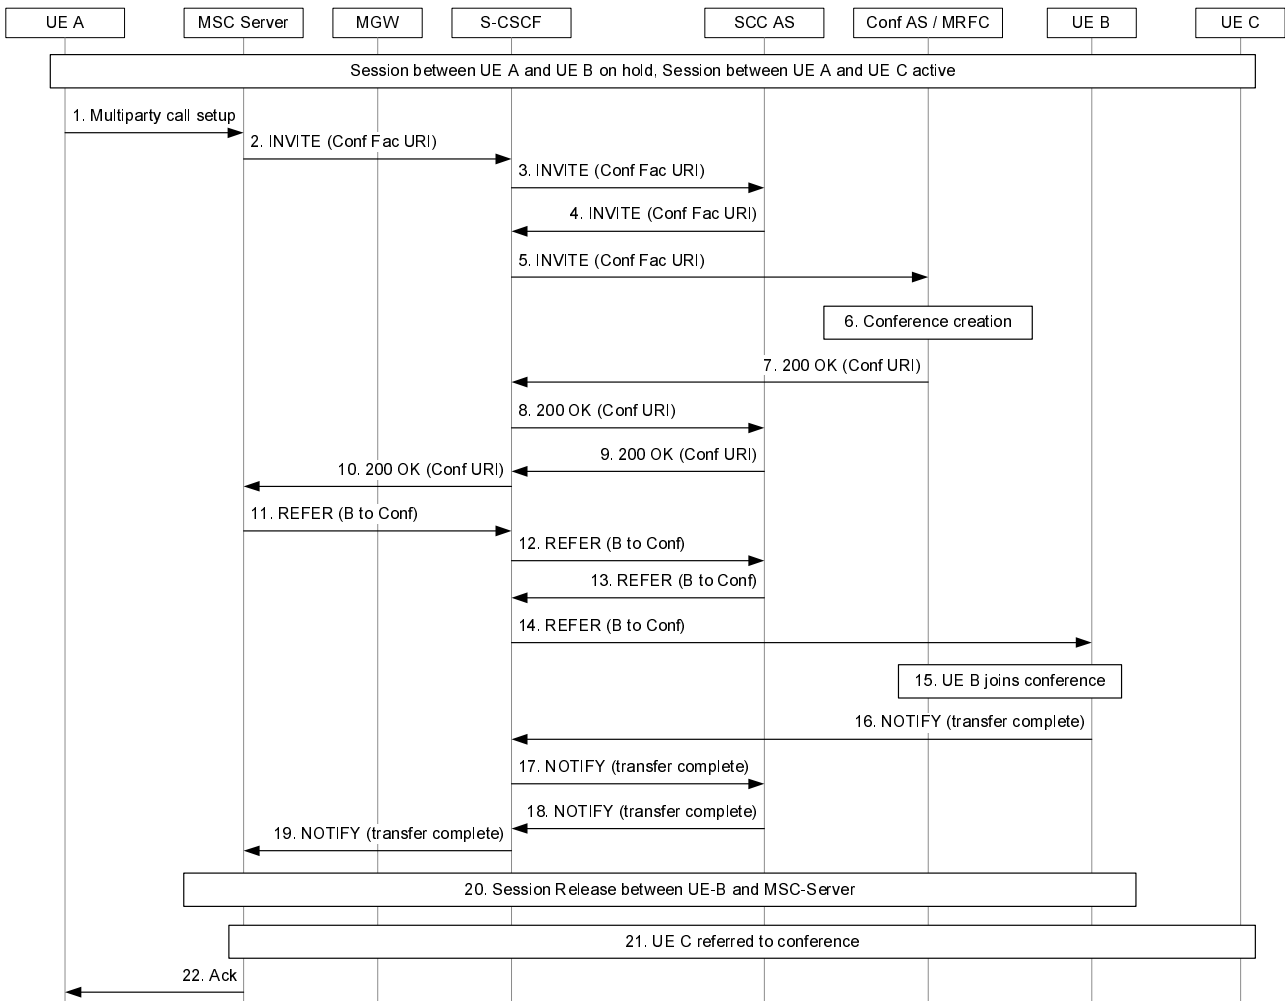 UE A
MSC Server
MGW
S-CSCF
SCC AS
Conf AS / MRFC
UE B
UE C
Session between UE A and UE B on hold, Session between UE A and UE C active
1. Multiparty call setup
2. INVITE (Conf Fac URI)
3. INVITE (Conf Fac URI)
4. INVITE (Conf Fac URI)
5. INVITE (Conf Fac URI)
6. Conference creation
7. 200 OK (Conf URI)
8. 200 OK (Conf URI)
9. 200 OK (Conf URI)
10. 200 OK (Conf URI)
11. REFER (B to Conf)
12. REFER (B to Conf)
13. REFER (B to Conf)
14. REFER (B to Conf)
15. UE B joins conference
16. NOTIFY (transfer complete)
17. NOTIFY (transfer complete)
18. NOTIFY (transfer complete)
19. NOTIFY (transfer complete)
20. Session Release between UE-B and MSC-Server
21. UE C referred to conference
22. Ack